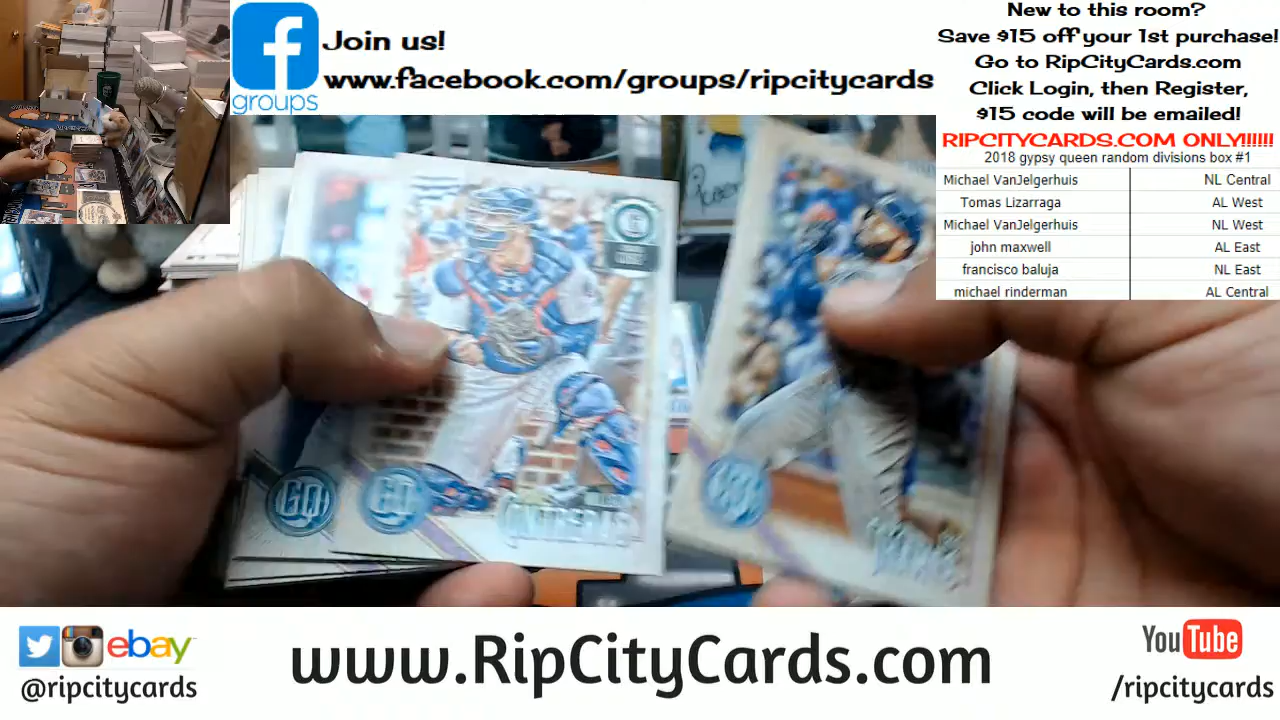 f
groups
Join us!
www.facebook.com/groups/ripcitycards
New to this room?
Save $15 off your 1st purchase!
Go to RipCityCards.com
Click Login, then Register,
$15 code will be emailed!
RIPCITYCARDS.COM ONLY!!!!!!
2018 gypsy queen random divisions box #1
Michael VanJelgerhuis NL Central
Tomas Lizarraga AL West
Michael VanJelgerhuis NL West
john maxwell AL East
francisco baluja NL East
michael rinderman AL Central
C
GQ
GQ
CONTRERAS
ebay
@ripcitycards
www.RipCityCards.com
YouTube
/ripcitycards